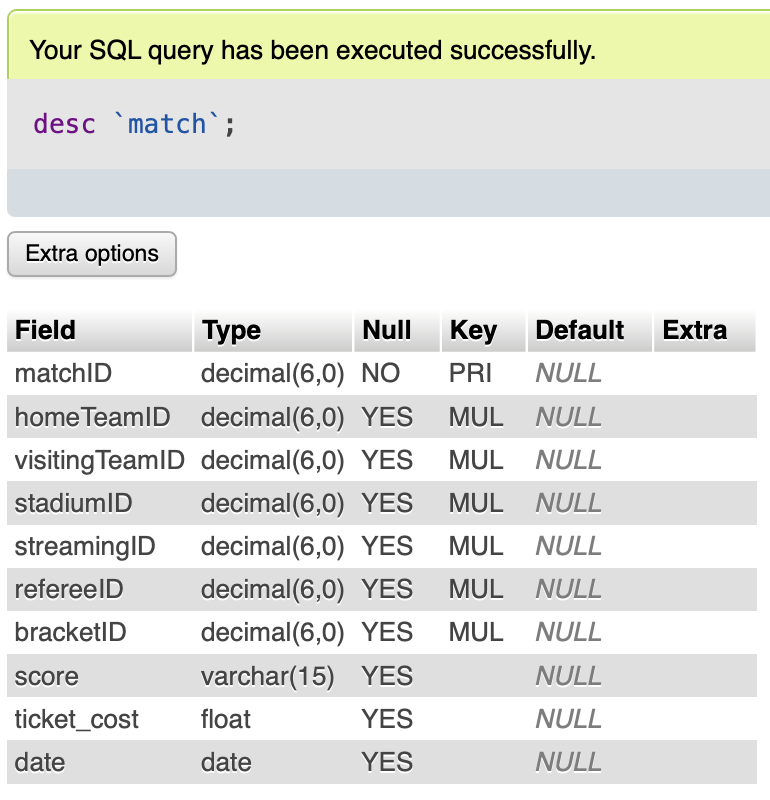 Your SQL query has been executed successfully.
desc `match`;
Extra options
Field Type Null Key Default Extra
matchID decimal(6,0) NO PRI NULL
homeTeamID decimal(6,0) YES MUL NULL
visitingTeamID decimal(6,0) YES MUL NULL
stadiumID decimal(6,0) YES MUL NULL
streamingID decimal(6,0) YES MUL NULL
refereeID decimal(6,0) YES MUL NULL
bracketID decimal(6,0) YES MUL NULL
score varchar(15) YES NULL
ticket_cost float YES NULL
date date YES NULL